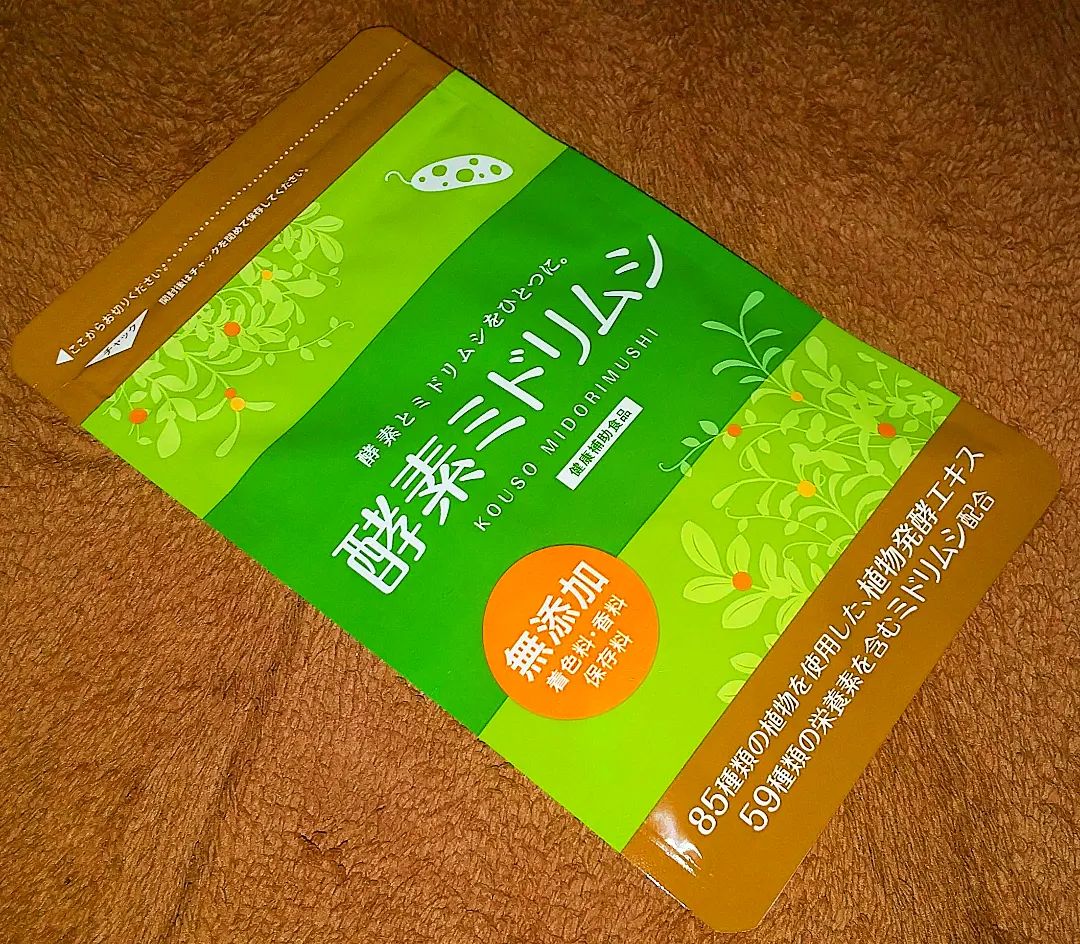 ここからお切りください♪
チャック
開封後はチャックを閉めて保存してください。
酵素とミドリムシをひとつに。
酵素ミドリムシ
KOUSO MIDORIMUSHI
健康補助食品
無添加
着色料・香料
保存料
85種類の植物を使用した、植物発酵エキス
59種類の栄養素を含むミドリムシ配合